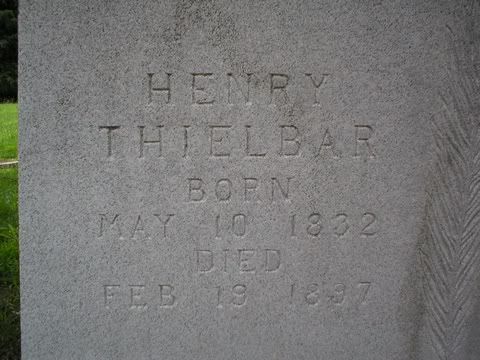 HENRY
THIELBAR
BORN
MAY 10 1832
DIED
FEB 19 1897